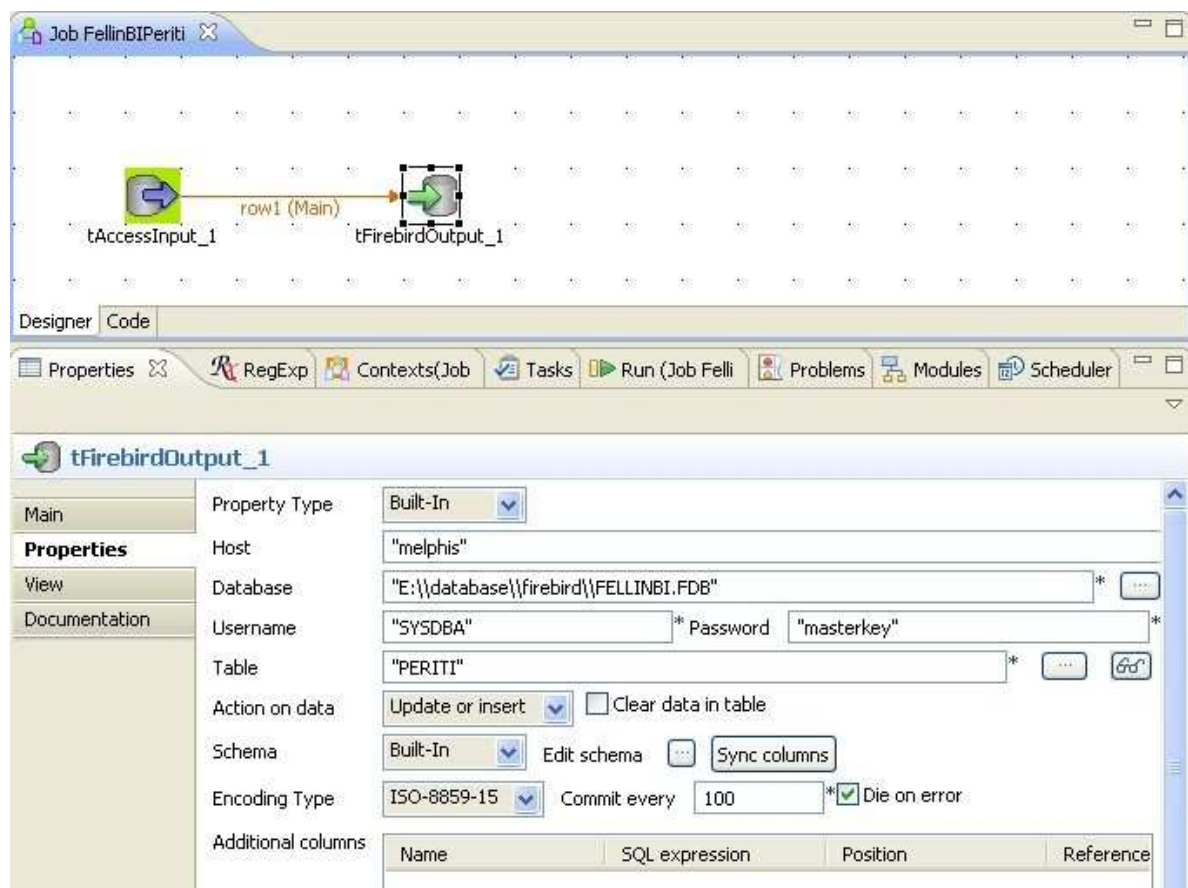 Job FellinBIPeriti
row1 (Main)
tAccessInput_1 tFirebirdOutput_1
Designer Code
Properties RegExp Contexts(Job Tasks Run (Job Felli Problems Modules Scheduler
tFirebirdOutput_1
Main
Properties
View
Documentation
Property Type Built-In
Host "melphis"
Database "E:\\database\\firebird\\FELLINBI.FDB" * ...
Username "SYSDBA" * Password "masterkey" *
Table "PERITI" * ...
Action on data Update or insert Clear data in table
Schema Built-In Edit schema ... Sync columns
Encoding Type ISO-8859-15 Commit every 100 * Die on error
Additional columns Name SQL expression Position Reference